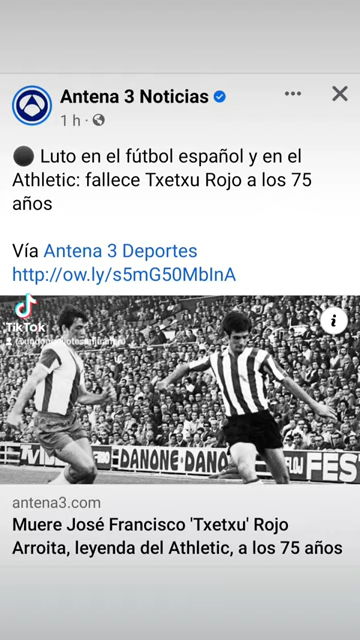 Antena 3 Noticias
1 h
Luto en el fútbol español y en el
Athletic: fallece Txetxu Rojo a los 75
años
Vía Antena 3 Deportes
http://ow.ly/s5mG50MbInA
TikTok
DANONE DANO
FES
antena3.com
Muere José Francisco 'Txetxu' Rojo
Arroita, leyenda del Athletic, a los 75 años